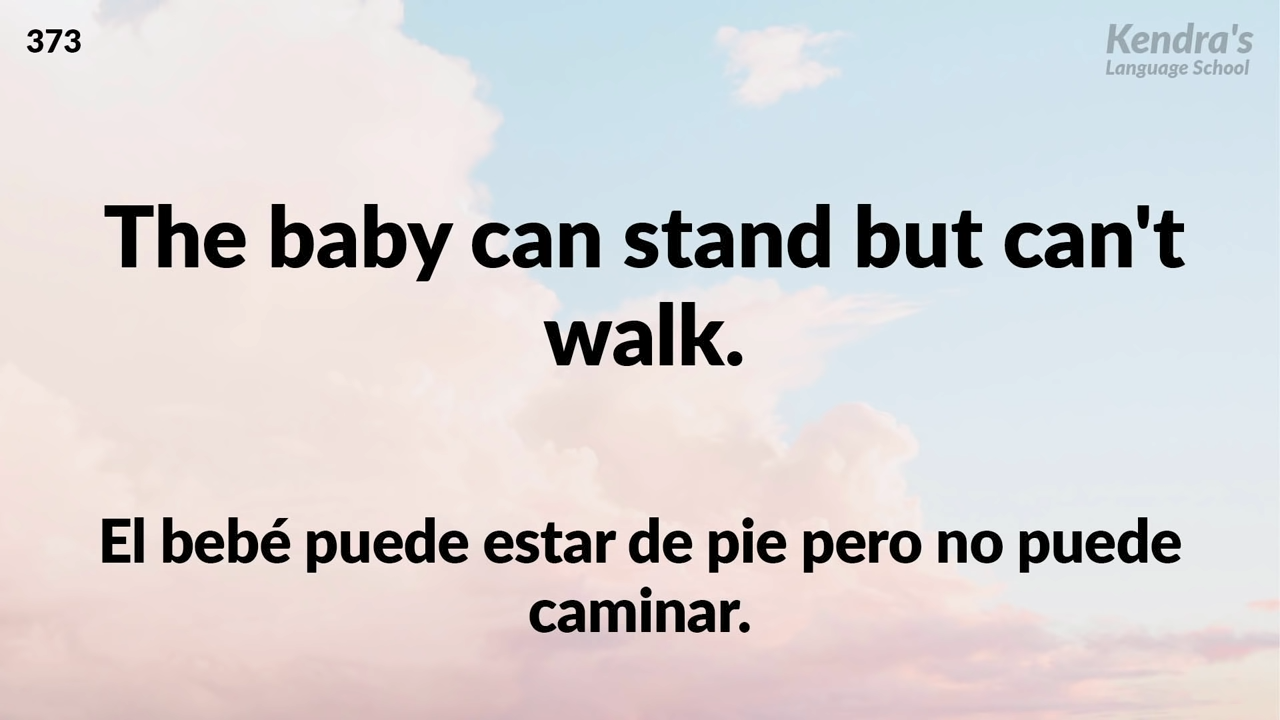 373
Kendra's
Language School
The baby can stand but can't
walk.
El bebé puede estar de pie pero no puede
caminar.